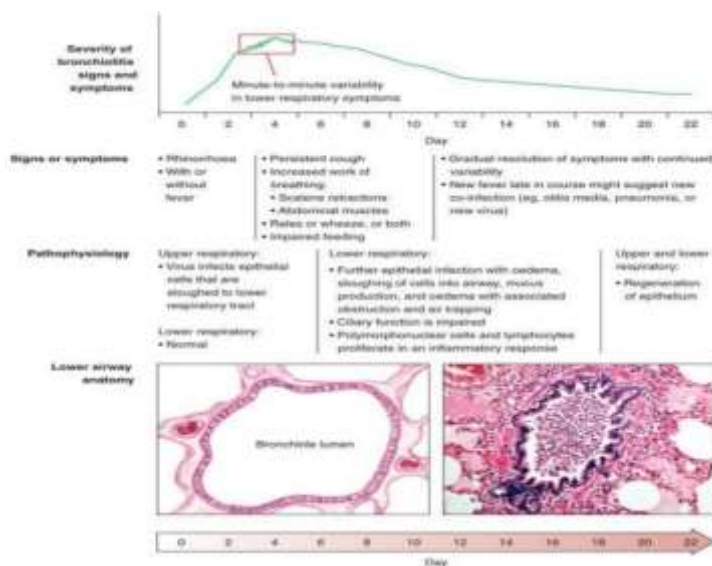 Severity of
bronchiolitis
signs and
symptoms
Minute-to-minute variability
in lower respiratory symptoms
0 2 4 6 8 10 12 14 16 18 20 22
Day
Signs or symptoms
• Rhinorrhoea
• With or
without
fever
• Persistent cough
• Increased work of
breathing:
• Scalene retractions
• Abdominal muscles
• Rales or wheeze, or both
• Impaired feeding
• Gradual resolution of symptoms with continued
variability
• New fever late in course might suggest new
co-infection (eg, otitis media, pneumonia, or
new virus)
Pathophysiology
Upper respiratory:
• Virus infects epithelial
cells that are
sloughed to lower
respiratory tract
Lower respiratory:
• Normal
Lower respiratory:
• Further epithelial infection with oedema,
sloughing of cells into airway, mucus
production, and oedema with associated
obstruction and air trapping
• Ciliary function is impaired
• Polymorphonuclear cells and lymphocytes
proliferate in an inflammatory response
Upper and lower
respiratory:
• Regeneration
of epithelium
Lower airway
anatomy
Bronchiole lumen
0 2 4 6 8 10 12 14 16 18 20 22
Day